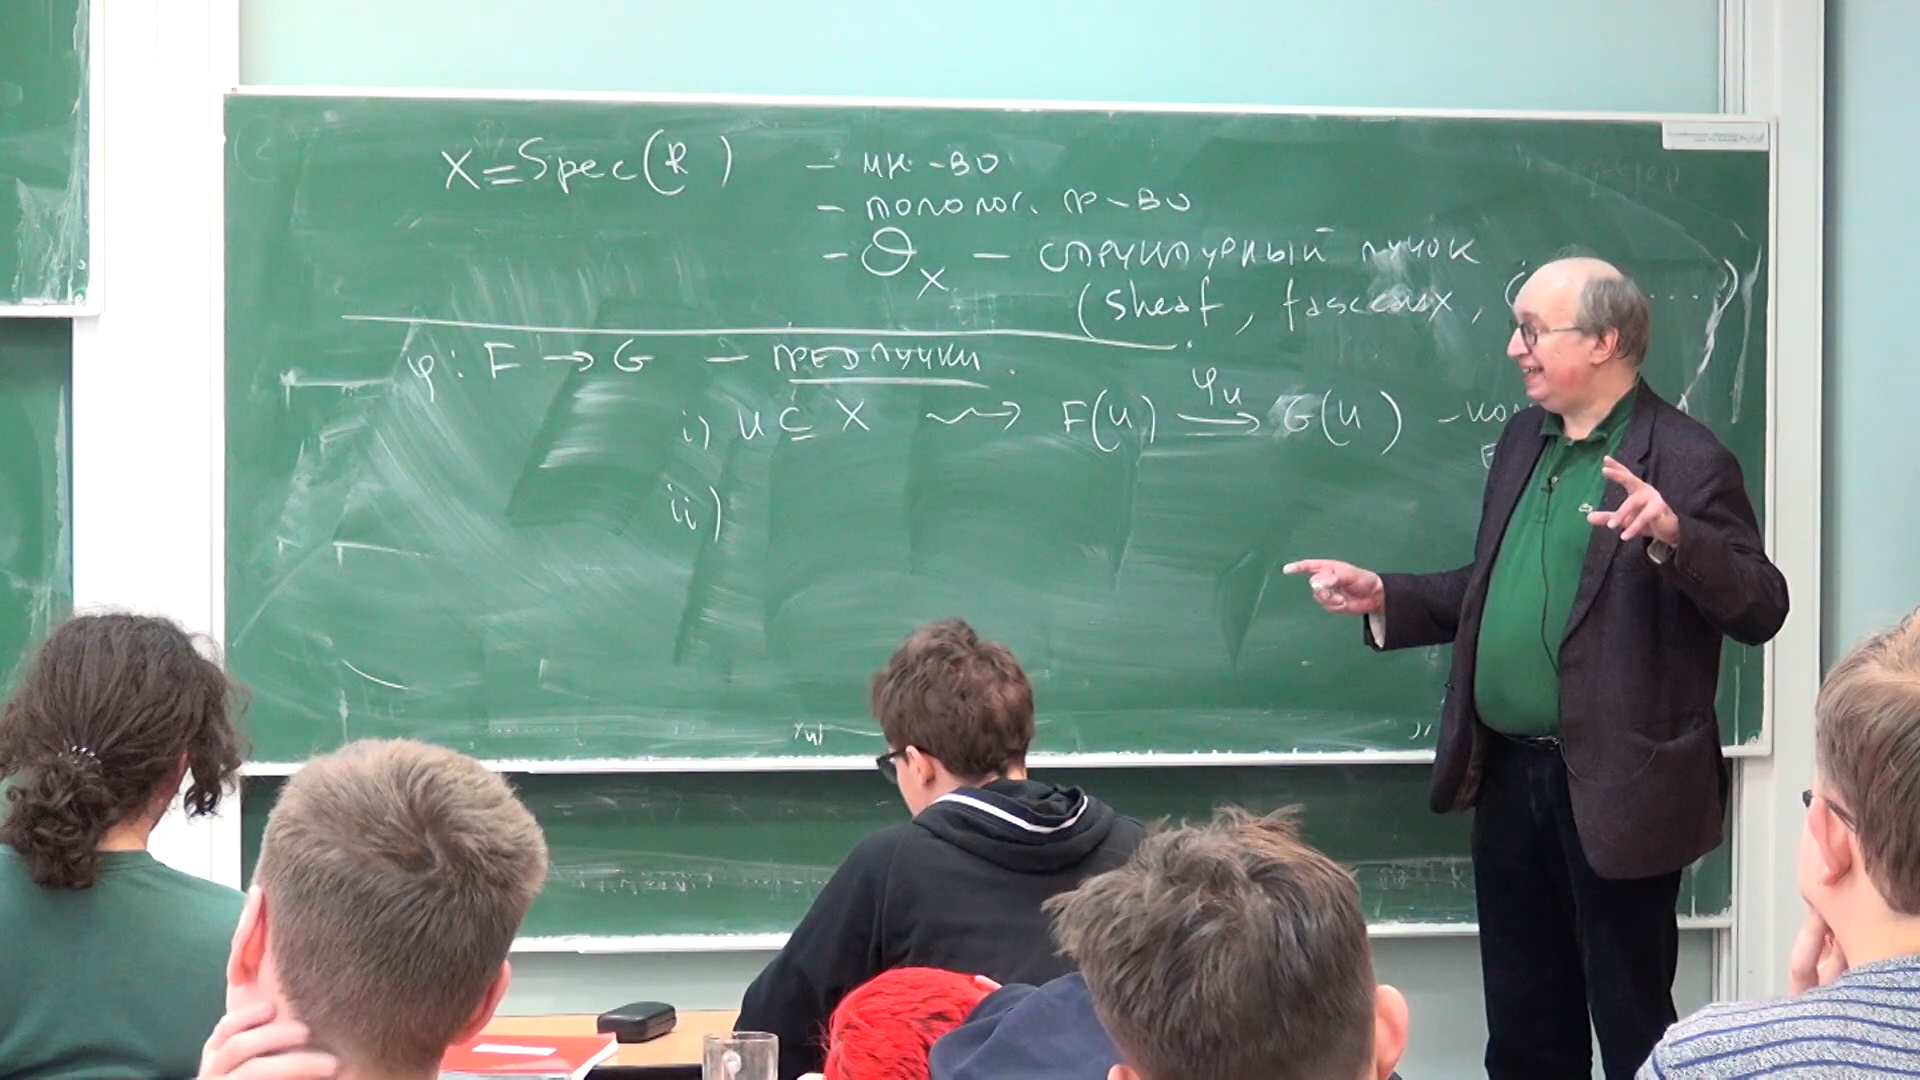 X = Spec(R) – мн-во
– тополог. пр-во
– O_X – структурный пучок
(sheaf, faisceaux,
φ: F → G – предпучки.
i) U ⊆ X ⇝ F(U) →^{φ_U} G(U)
ii)